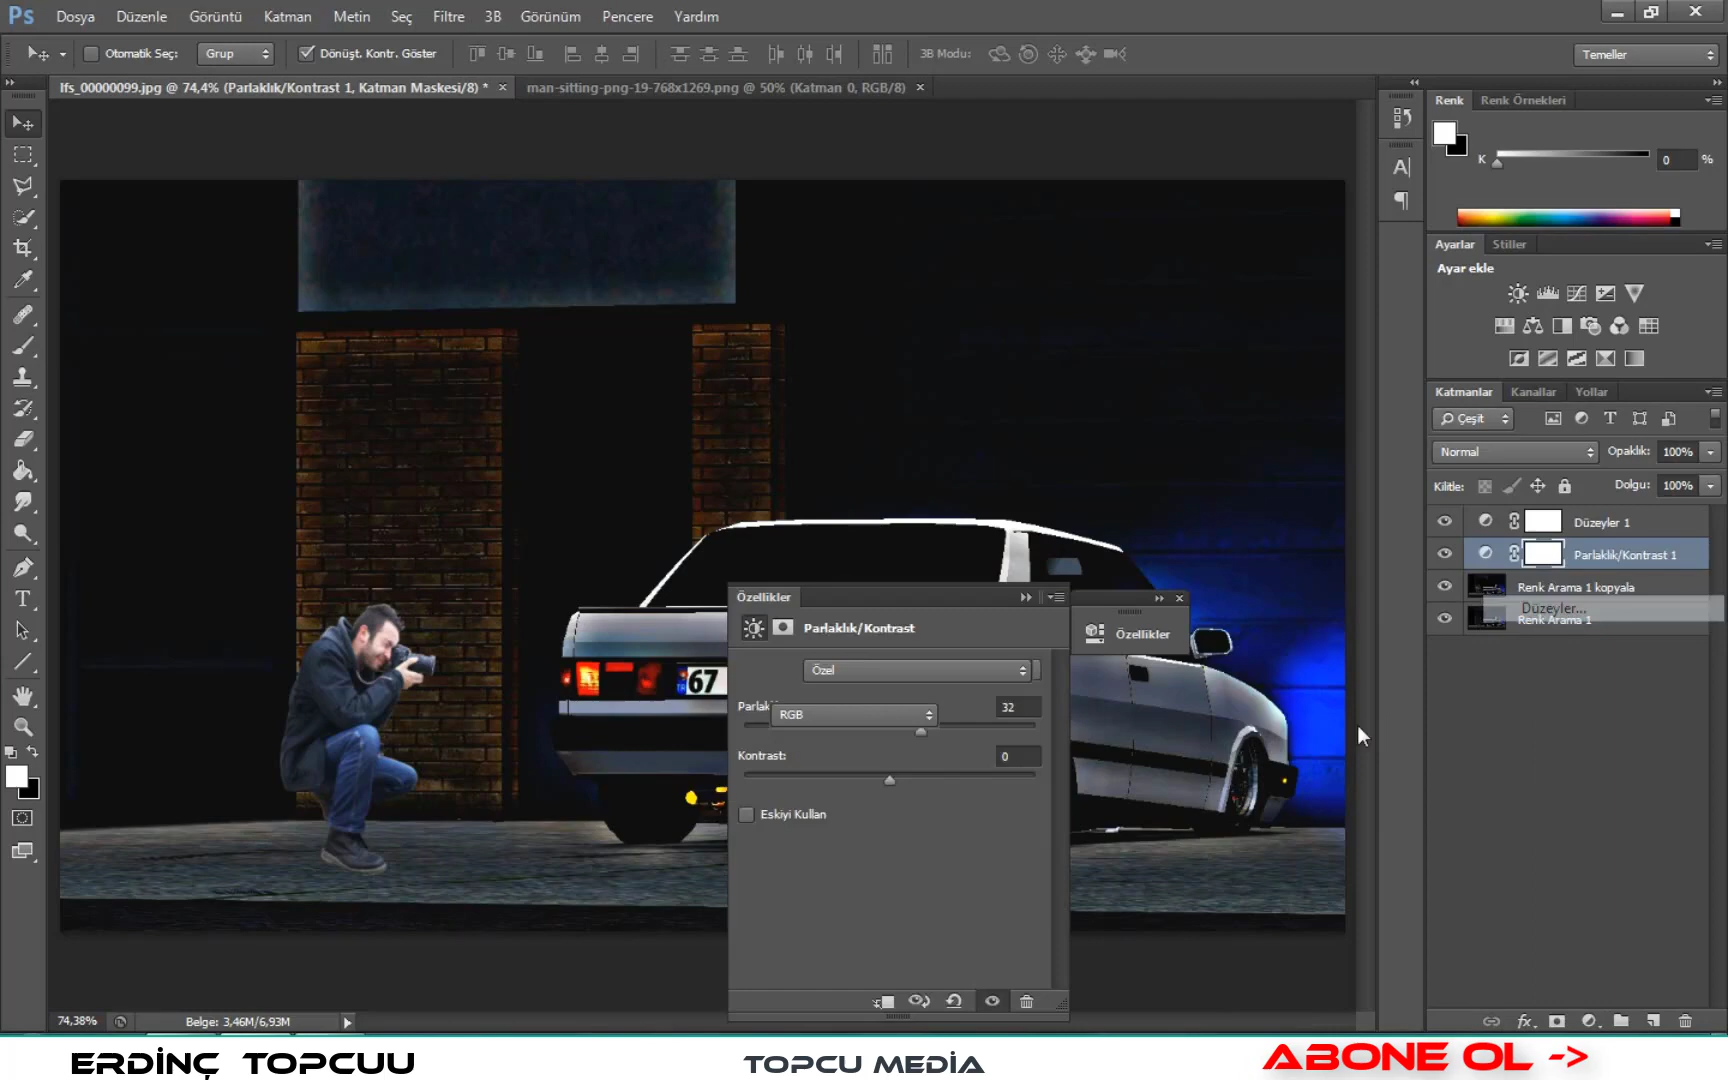 Ps Dosya Düzenle Görüntü Katman Metin Seç Filtre 3B Görünüm Pencere Yardım
Otomatik Seç: Grup Dönüşt. Kontr. Göster 3B Modu: Temeller
lfs_00000099.jpg @ 74,4% (Parlaklık/Kontrast 1, Katman Maskesi/8) * man-sitting-png-19-768x1269.png @ 50% (Katman 0, RGB/8)
Renk Renk Örnekleri
K 0 %
Ayarlar Stiller
Ayar ekle
Katmanlar Kanallar Yollar
Çeşit
Normal Opaklık: 100%
Kilitle: Dolgu: 100%
Düzeyler 1
Parlaklık/Kontrast 1
Renk Arama 1 kopyala
Düzeyler...
Renk Arama 1
67
Özellikler
Parlaklık/Kontrast
Özellikler
Özel
32
RGB
Kontrast: 0
Eskiyi Kullan
74,38% Belge: 3,46M/6,93M
fx
ERDİNÇ TOPCUU TOPCU MEDİA ABONE OL ->